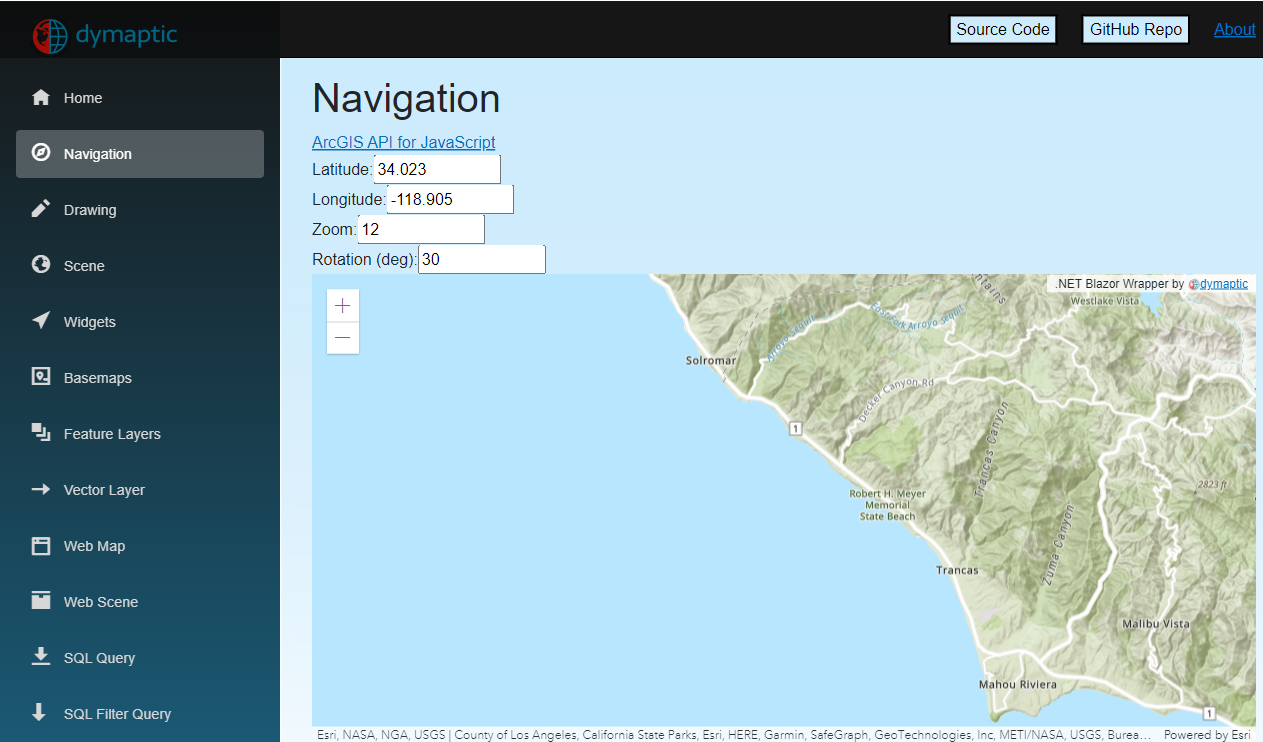 dymaptic
Source Code
GitHub Repo
About
Home
Navigation
Drawing
Scene
Widgets
Basemaps
Feature Layers
Vector Layer
Web Map
Web Scene
SQL Query
SQL Filter Query
Navigation
ArcGIS API for JavaScript
Latitude: 34.023
Longitude: -118.905
Zoom: 12
Rotation (deg): 30
.NET Blazor Wrapper by dymaptic
Westlake Vista
East Fork Arroyo Sequit
Arroyo Sequit
Solromar
Decker Canyon Rd
1
Trancas Canyon
2823 ft
Robert H. Meyer
Memorial
State Beach
Zuma Canyon
Trancas
Malibu Vista
Mahou Riviera
1
Esri, NASA, NGA, USGS | County of Los Angeles, California State Parks, Esri, HERE, Garmin, SafeGraph, GeoTechnologies, Inc, METI/NASA, USGS, Burea...
Powered by Esri